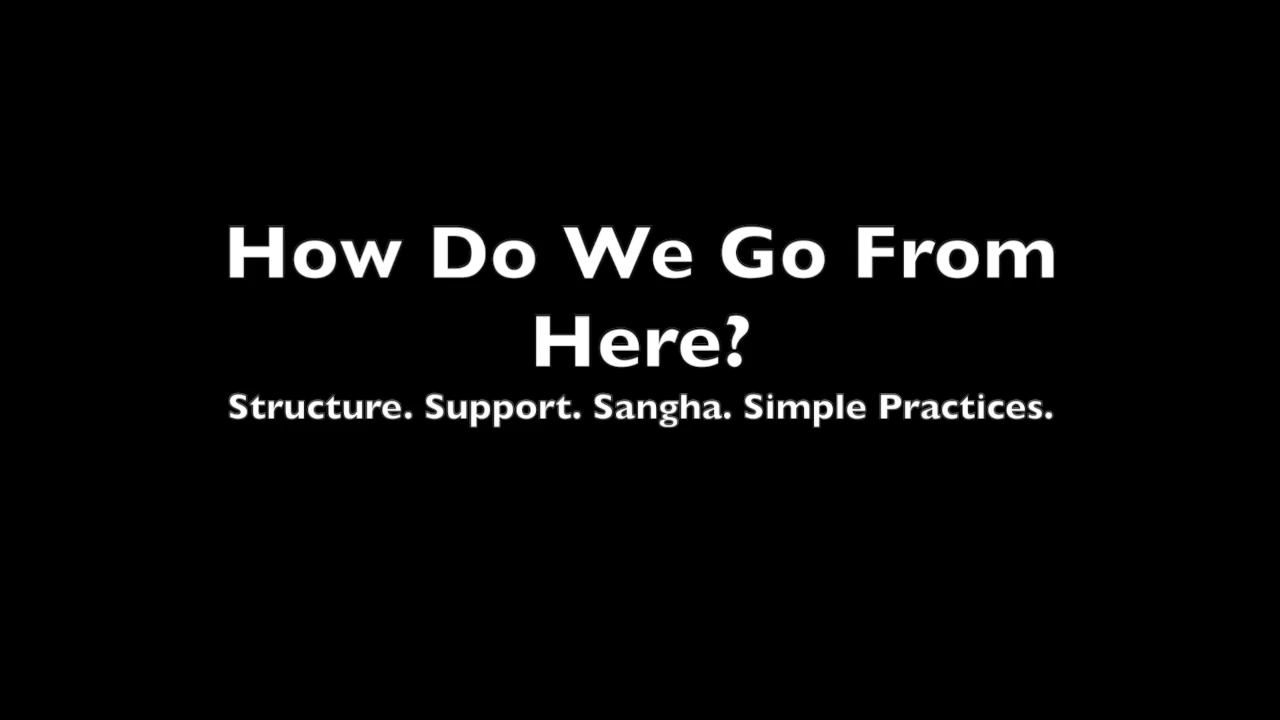 How Do We Go From
Here?
Structure. Support. Sangha. Simple Practices.